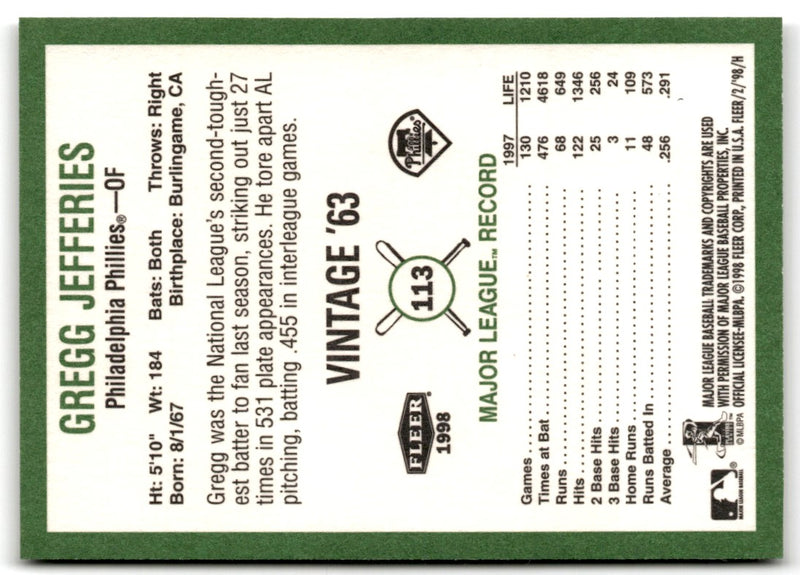 GREGG JEFFERIES
Philadelphia Phillies®—OF
Ht: 5'10" Wt: 184 Bats: Both Throws: Right
Born: 8/1/67 Birthplace: Burlingame, CA
Gregg was the National League's second-tough-
est batter to fan last season, striking out just 27
times in 531 plate appearances. He tore apart AL
pitching, batting .455 in interleague games.
VINTAGE '63
FLEER®
1998
113
Phillies®
MAJOR LEAGUE™ RECORD
1997 LIFE
Games 130 1210
Times at Bat 476 4618
Runs 68 649
Hits 122 1346
2 Base Hits 25 256
3 Base Hits 3 24
Home Runs 11 109
Runs Batted In 48 573
Average .256 .291
MAJOR LEAGUE BASEBALL TRADEMARKS AND COPYRIGHTS ARE USED
WITH PERMISSION OF MAJOR LEAGUE BASEBALL PROPERTIES, INC.
OFFICIAL LICENSEE-MLBPA. ©1998 FLEER CORP., PRINTED IN U.S.A. FLEER/2/'98/H
©MLBPA
MAJOR LEAGUE BASEBALL